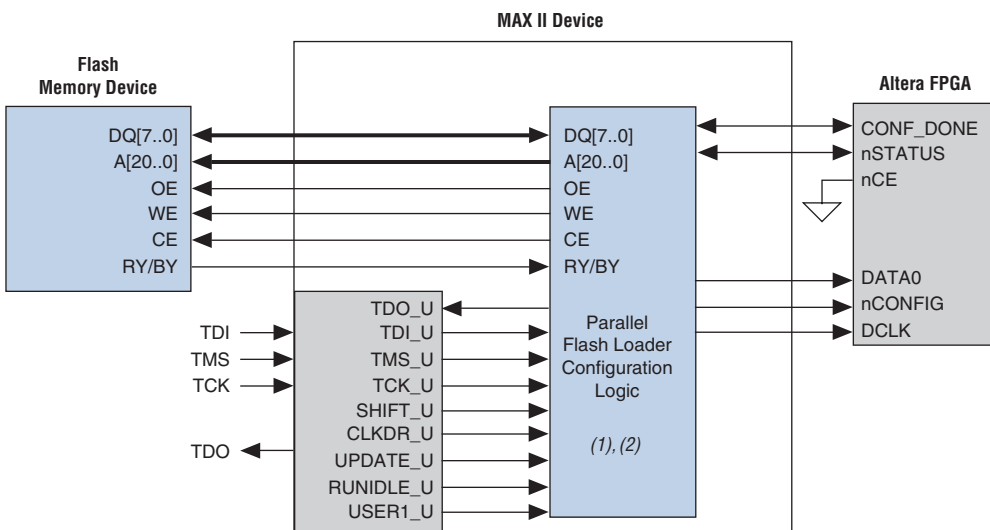 MAX II Device
Flash
Memory Device
Altera FPGA
DQ[7..0]
A[20..0]
OE
WE
CE
RY/BY
DQ[7..0]
A[20..0]
OE
WE
CE
RY/BY
Parallel
Flash Loader
Configuration
Logic
(1), (2)
CONF_DONE
nSTATUS
nCE
DATA0
nCONFIG
DCLK
TDI
TMS
TCK
TDO
TDO_U
TDI_U
TMS_U
TCK_U
SHIFT_U
CLKDR_U
UPDATE_U
RUNIDLE_U
USER1_U